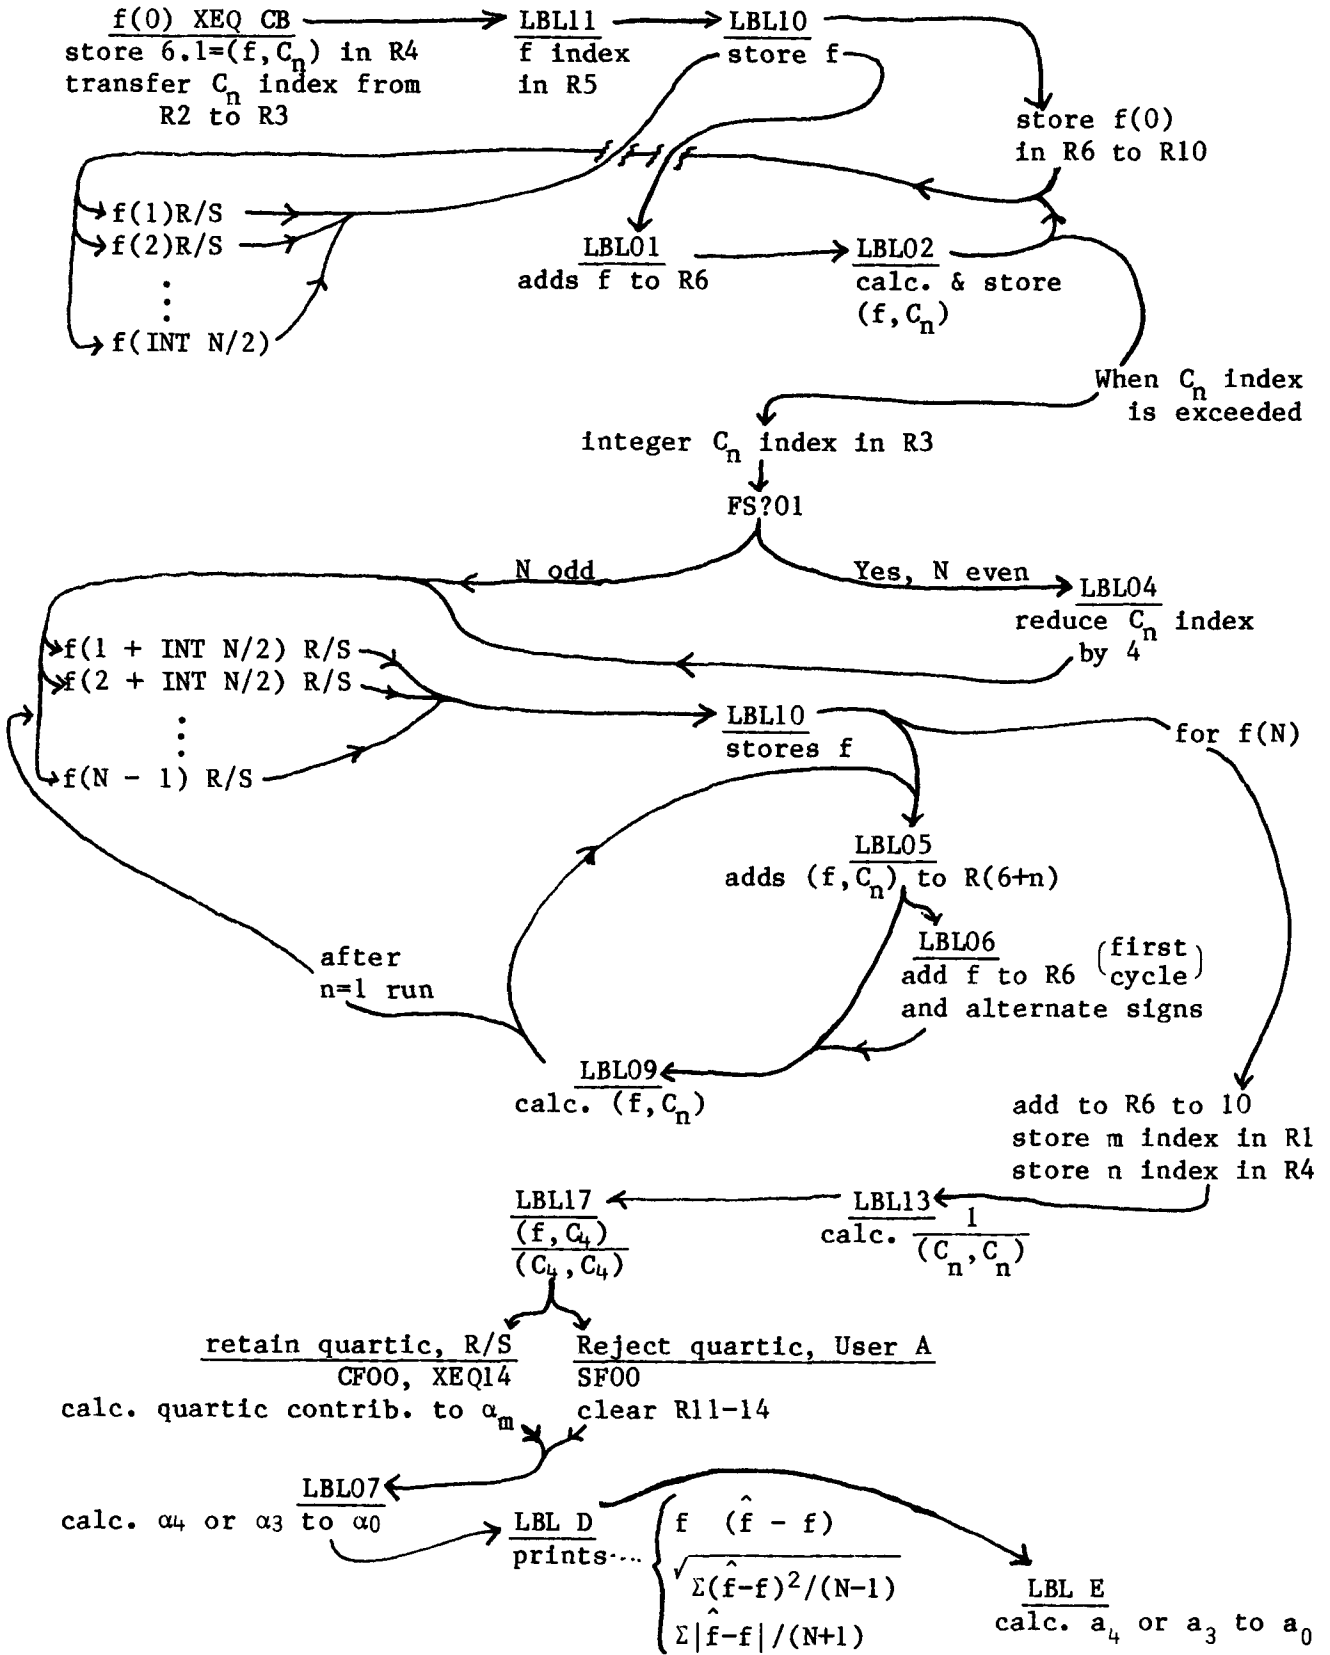 f(0) XEQ CB
store 6.1=(f,Cn) in R4
transfer Cn index from
R2 to R3
LBL11
f index
in R5
LBL10
store f
store f(0)
in R6 to R10
f(1)R/S
f(2)R/S
f(INT N/2)
LBL01
adds f to R6
LBL02
calc. & store
(f,Cn)
When Cn index
is exceeded
integer Cn index in R3
FS?01
N odd
Yes, N even
LBL04
reduce Cn index
by 4
f(1 + INT N/2) R/S
f(2 + INT N/2) R/S
f(N - 1) R/S
LBL10
stores f
for f(N)
LBL05
adds (f,Cn) to R(6+n)
LBL06
add f to R6 (first
cycle)
and alternate signs
after
n=1 run
LBL09
calc. (f,Cn)
add to R6 to 10
store m index in R1
store n index in R4
LBL13
calc. 1
(Cn,Cn)
LBL17
(f,C4)
(C4,C4)
retain quartic, R/S
CF00, XEQ14
calc. quartic contrib. to αm
Reject quartic, User A
SF00
clear R11-14
LBL07
calc. α4 or α3 to α0
LBL D
prints....
f (f̂ - f)
√Σ(f̂-f)²/(N-1)
Σ|f̂-f|/(N+1)
LBL E
calc. a4 or a3 to a0